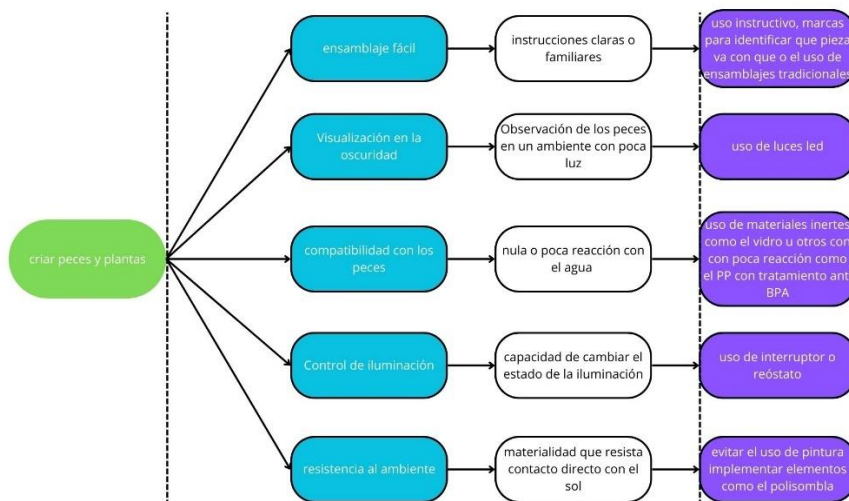 criar peces y plantas
ensamblaje fácil
instrucciones claras o
familiares
uso instructivo, marcas
para identificar que pieza
va con que o el uso de
ensamblajes tradicionales
Visualización en la
oscuridad
Observación de los peces
en un ambiente con poca
luz
uso de luces led
compatibilidad con los
peces
nula o poca reacción con
el agua
uso de materiales inertes
como el vidro u otros con
con poca reacción como
el PP con tratamiento ant
BPA
Control de iluminación
capacidad de cambiar el
estado de la iluminación
uso de interruptor o
reóstato
resistencia al ambiente
materialidad que resista
contacto directo con el
sol
evitar el uso de pintura
implementar elementos
como el polisombla